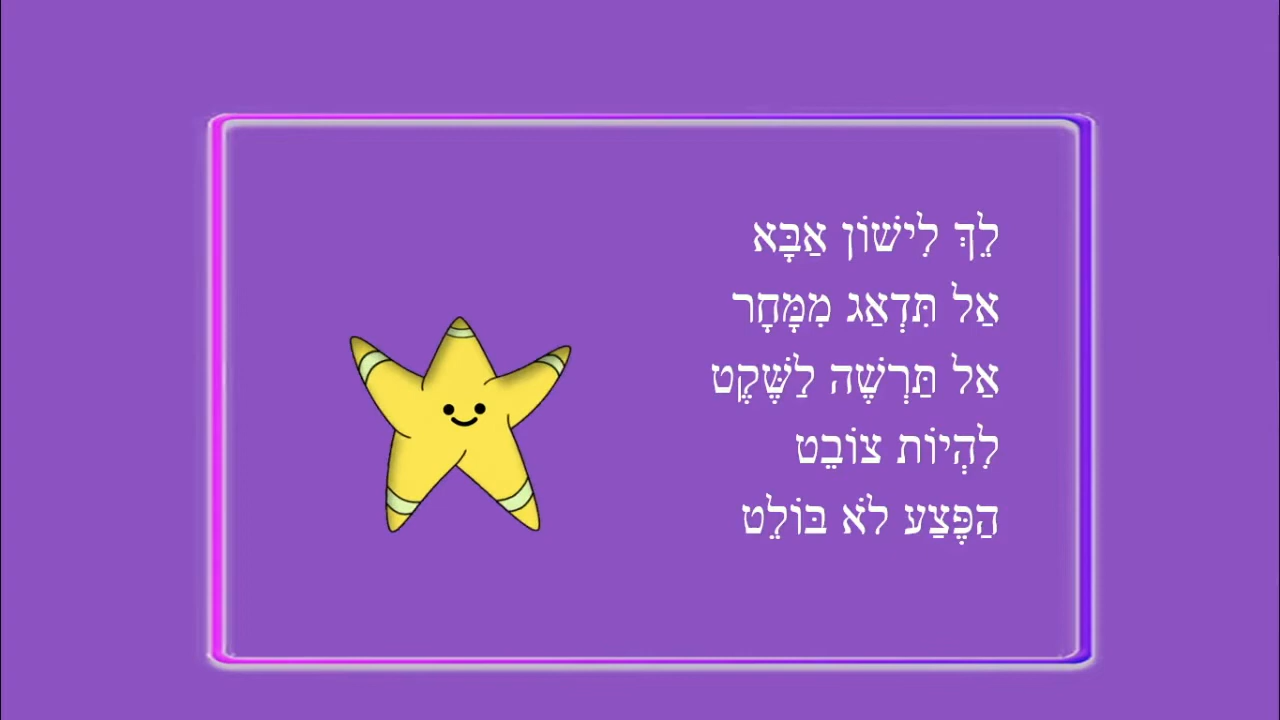 לֵךְ לִישׁוֹן אַבָּא
אַל תִּדְאַג מִמָּחָר
אַל תַּרְשֶׁה לַשֶּׁקֶט
לִהְיוֹת צוֹבֵט
הַפֶּצַע לֹא בּוֹלֵט